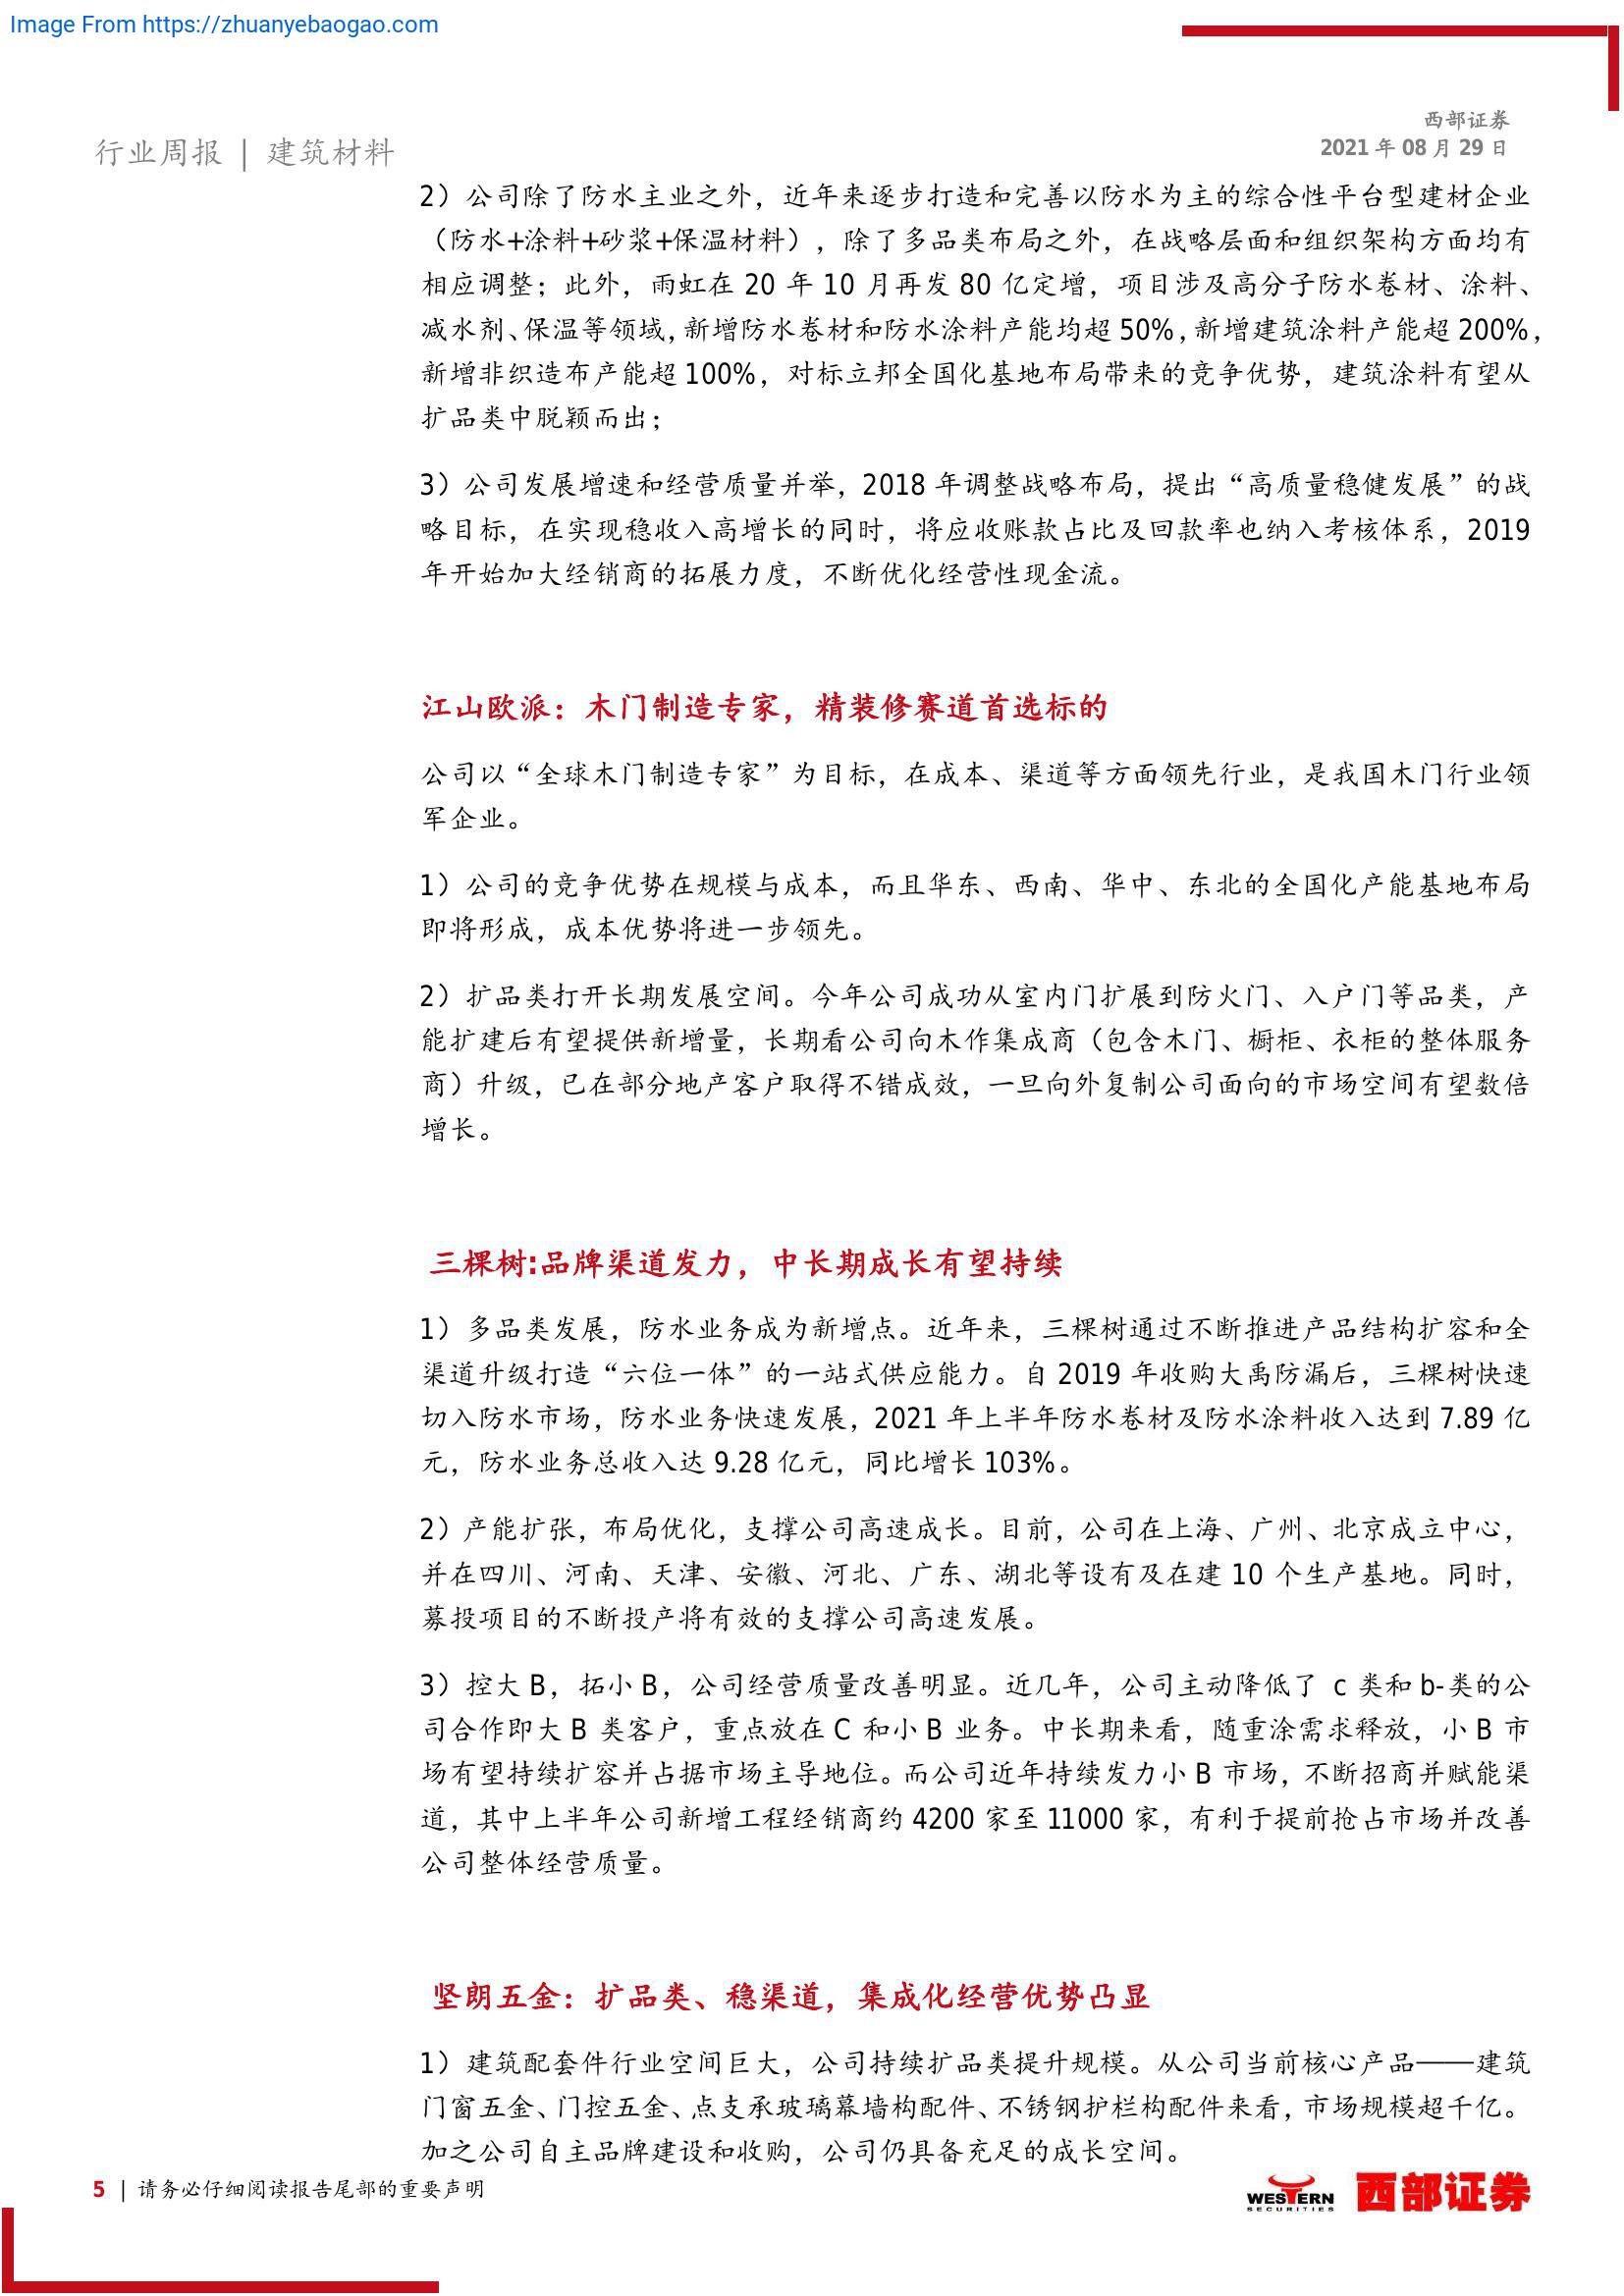 Image From https://zhuanyebaogao.com
西部证券
2021 年 08 月 29 日
行业周报 | 建筑材料
2）公司除了防水主业之外，近年来逐步打造和完善以防水为主的综合性平台型建材企业
（防水+涂料+砂浆+保温材料），除了多品类布局之外，在战略层面和组织架构方面均有
相应调整；此外，雨虹在 20 年 10 月再发 80 亿定增，项目涉及高分子防水卷材、涂料、
减水剂、保温等领域，新增防水卷材和防水涂料产能均超 50%，新增建筑涂料产能超 200%，
新增非织造布产能超 100%，对标立邦全国化基地布局带来的竞争优势，建筑涂料有望从
扩品类中脱颖而出；
3）公司发展增速和经营质量并举，2018 年调整战略布局，提出“高质量稳健发展”的战
略目标，在实现稳收入高增长的同时，将应收账款占比及回款率也纳入考核体系，2019
年开始加大经销商的拓展力度，不断优化经营性现金流。
江山欧派：木门制造专家，精装修赛道首选标的
公司以“全球木门制造专家”为目标，在成本、渠道等方面领先行业，是我国木门行业领
军企业。
1）公司的竞争优势在规模与成本，而且华东、西南、华中、东北的全国化产能基地布局
即将形成，成本优势将进一步领先。
2）扩品类打开长期发展空间。今年公司成功从室内门扩展到防火门、入户门等品类，产
能扩建后有望提供新增量，长期看公司向木作集成商（包含木门、橱柜、衣柜的整体服务
商）升级，已在部分地产客户取得不错成效，一旦向外复制公司面向的市场空间有望数倍
增长。
三棵树:品牌渠道发力，中长期成长有望持续
1）多品类发展，防水业务成为新增点。近年来，三棵树通过不断推进产品结构扩容和全
渠道升级打造“六位一体”的一站式供应能力。自 2019 年收购大禹防漏后，三棵树快速
切入防水市场，防水业务快速发展，2021 年上半年防水卷材及防水涂料收入达到 7.89 亿
元，防水业务总收入达 9.28 亿元，同比增长 103%。
2）产能扩张，布局优化，支撑公司高速成长。目前，公司在上海、广州、北京成立中心，
并在四川、河南、天津、安徽、河北、广东、湖北等设有及在建 10 个生产基地。同时，
募投项目的不断投产将有效的支撑公司高速发展。
3）控大 B，拓小 B，公司经营质量改善明显。近几年，公司主动降低了 c 类和 b-类的公
司合作即大 B 类客户，重点放在 C 和小 B 业务。中长期来看，随重涂需求释放，小 B 市
场有望持续扩容并占据市场主导地位。而公司近年持续发力小 B 市场，不断招商并赋能渠
道，其中上半年公司新增工程经销商约 4200 家至 11000 家，有利于提前抢占市场并改善
公司整体经营质量。
坚朗五金：扩品类、稳渠道，集成化经营优势凸显
1）建筑配套件行业空间巨大，公司持续扩品类提升规模。从公司当前核心产品——建筑
门窗五金、门控五金、点支承玻璃幕墙构配件、不锈钢护栏构配件来看，市场规模超千亿。
加之公司自主品牌建设和收购，公司仍具备充足的成长空间。
5 | 请务必仔细阅读报告尾部的重要声明
WESTERN
SECURITIES
西部证券